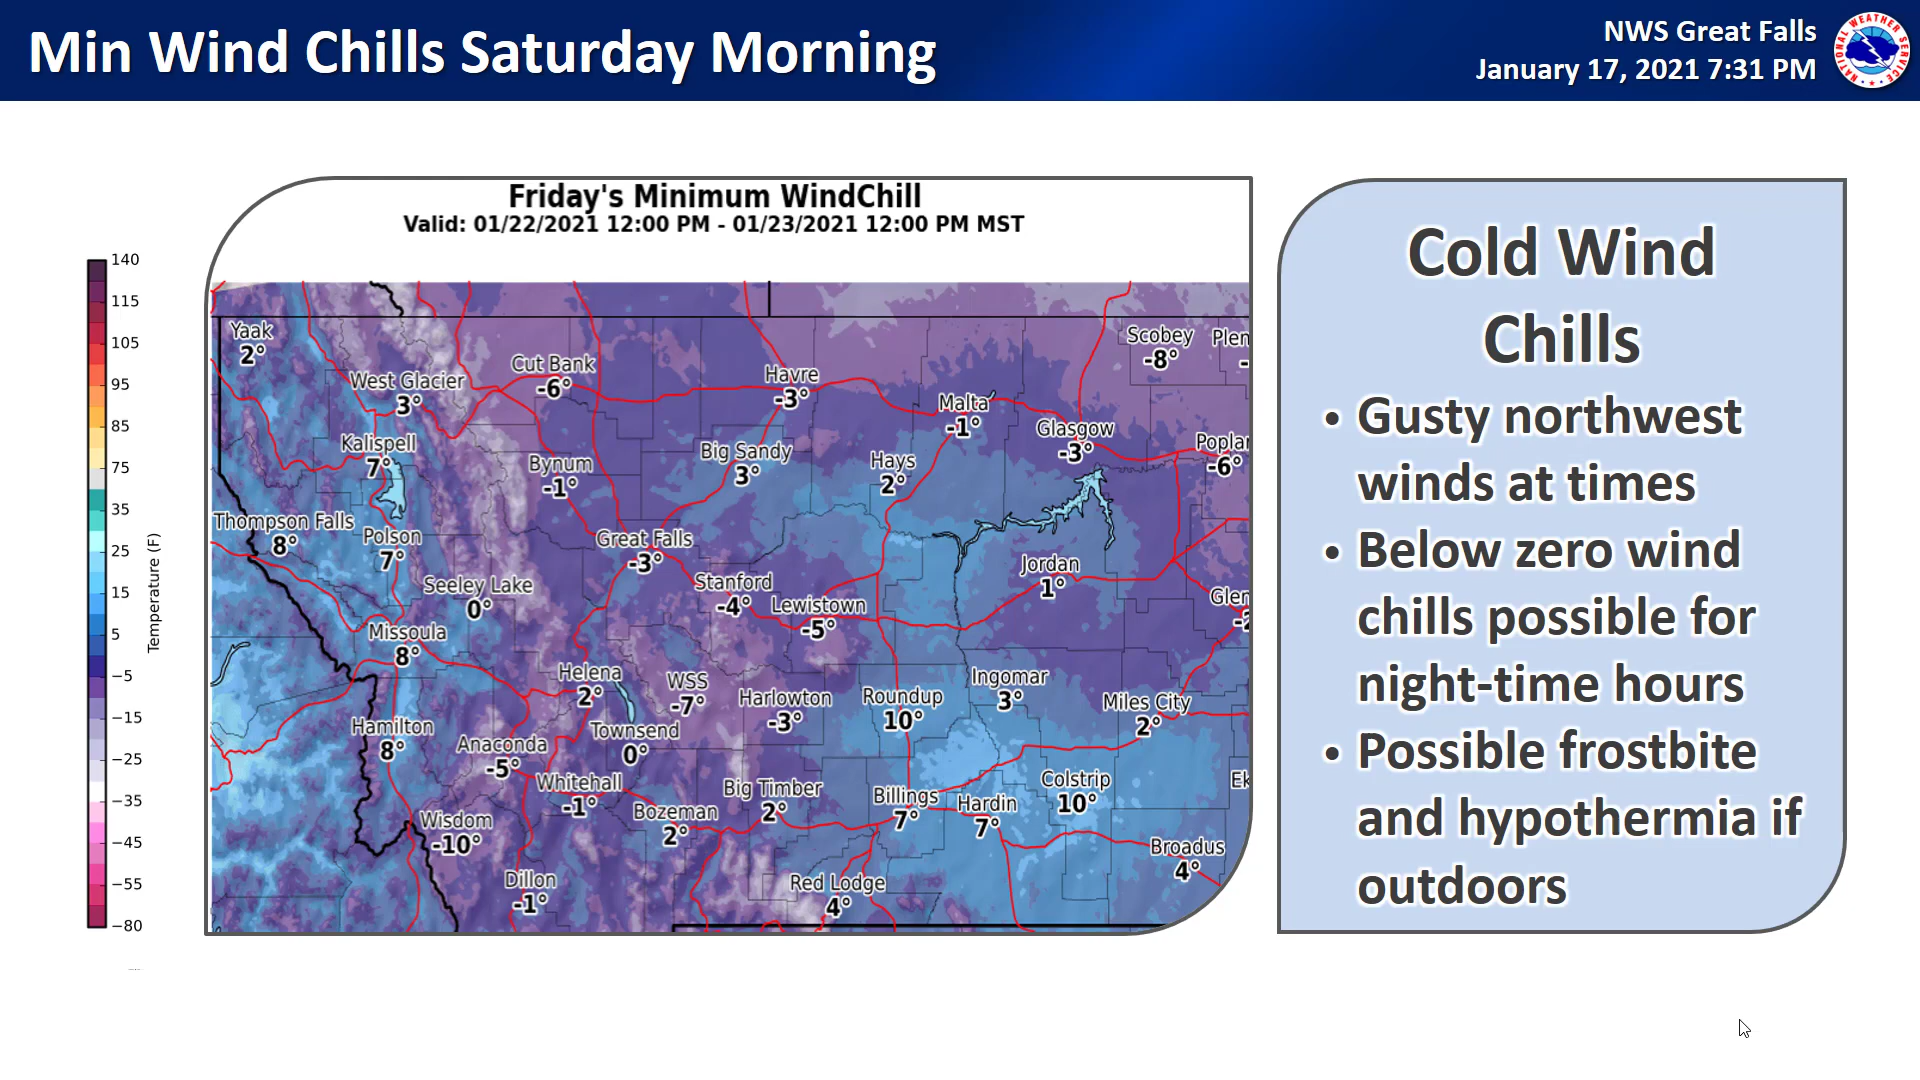 Min Wind Chills Saturday Morning
NWS Great Falls
January 17, 2021 7:31 PM
NATIONAL WEATHER SERVICE
Friday's Minimum WindChill
Valid: 01/22/2021 12:00 PM - 01/23/2021 12:00 PM MST
140
115
105
95
85
75
35
25
15
5
−5
−15
−25
−35
−45
−55
−80
Temperature (F)
Yaak
2°
West Glacier
3°
Cut Bank
-6°
Havre
-3°
Scobey
-8°
Plen
Malta
-1°
Glasgow
-3°
Kalispell
7°
Bynum
-1°
Big Sandy
3°
Hays
2°
Poplar
-6°
Thompson Falls
8°
Polson
7°
Great Falls
-3°
Seeley Lake
0°
Stanford
-4°
Lewistown
-5°
Jordan
1°
Glen
Missoula
8°
Helena
2°
WSS
-7°
Harlowton
-3°
Roundup
10°
Ingomar
3°
Miles City
2°
Hamilton
8°
Anaconda
-5°
Townsend
0°
Whitehall
-1°
Bozeman
2°
Big Timber
2°
Billings
7°
Hardin
7°
Colstrip
10°
Ek
Wisdom
-10°
Dillon
-1°
Red Lodge
4°
Broadus
4°
Cold Wind
Chills
• Gusty northwest
winds at times
• Below zero wind
chills possible for
night-time hours
• Possible frostbite
and hypothermia if
outdoors